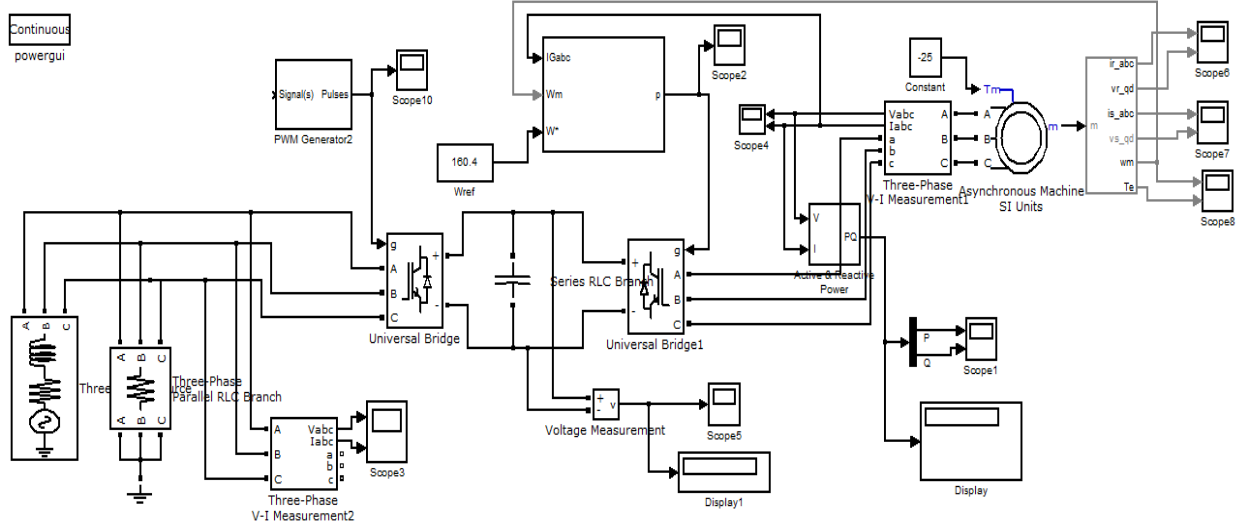 Continuous
powergui
Signal(s) Pulses
PWM Generator2
Scope10
IGabc
Wm
W*
p
Scope2
160.4
Wref
-25
Constant
Scope4
Vabc
Iabc
a
b
c
A
B
C
Three-Phase
V-I Measurement1
Tm
A
B
C
m
Asynchronous Machine
SI Units
m
ir_abc
vr_qd
is_abc
vs_qd
wm
Te
Scope6
Scope7
Scope8
V
I
PQ
Active & Reactive
Power
g
A
B
C
+
-
Universal Bridge
Series RLC Branch
+
-
g
A
B
C
Universal Bridge1
A
B
C
Three
urce
A
B
C
A
B
C
Three-Phase
Parallel RLC Branch
A
B
C
Vabc
Iabc
a
b
c
Three-Phase
V-I Measurement2
Scope3
+
-
v
Voltage Measurement
Scope5
Display1
P
Q
Scope1
Display